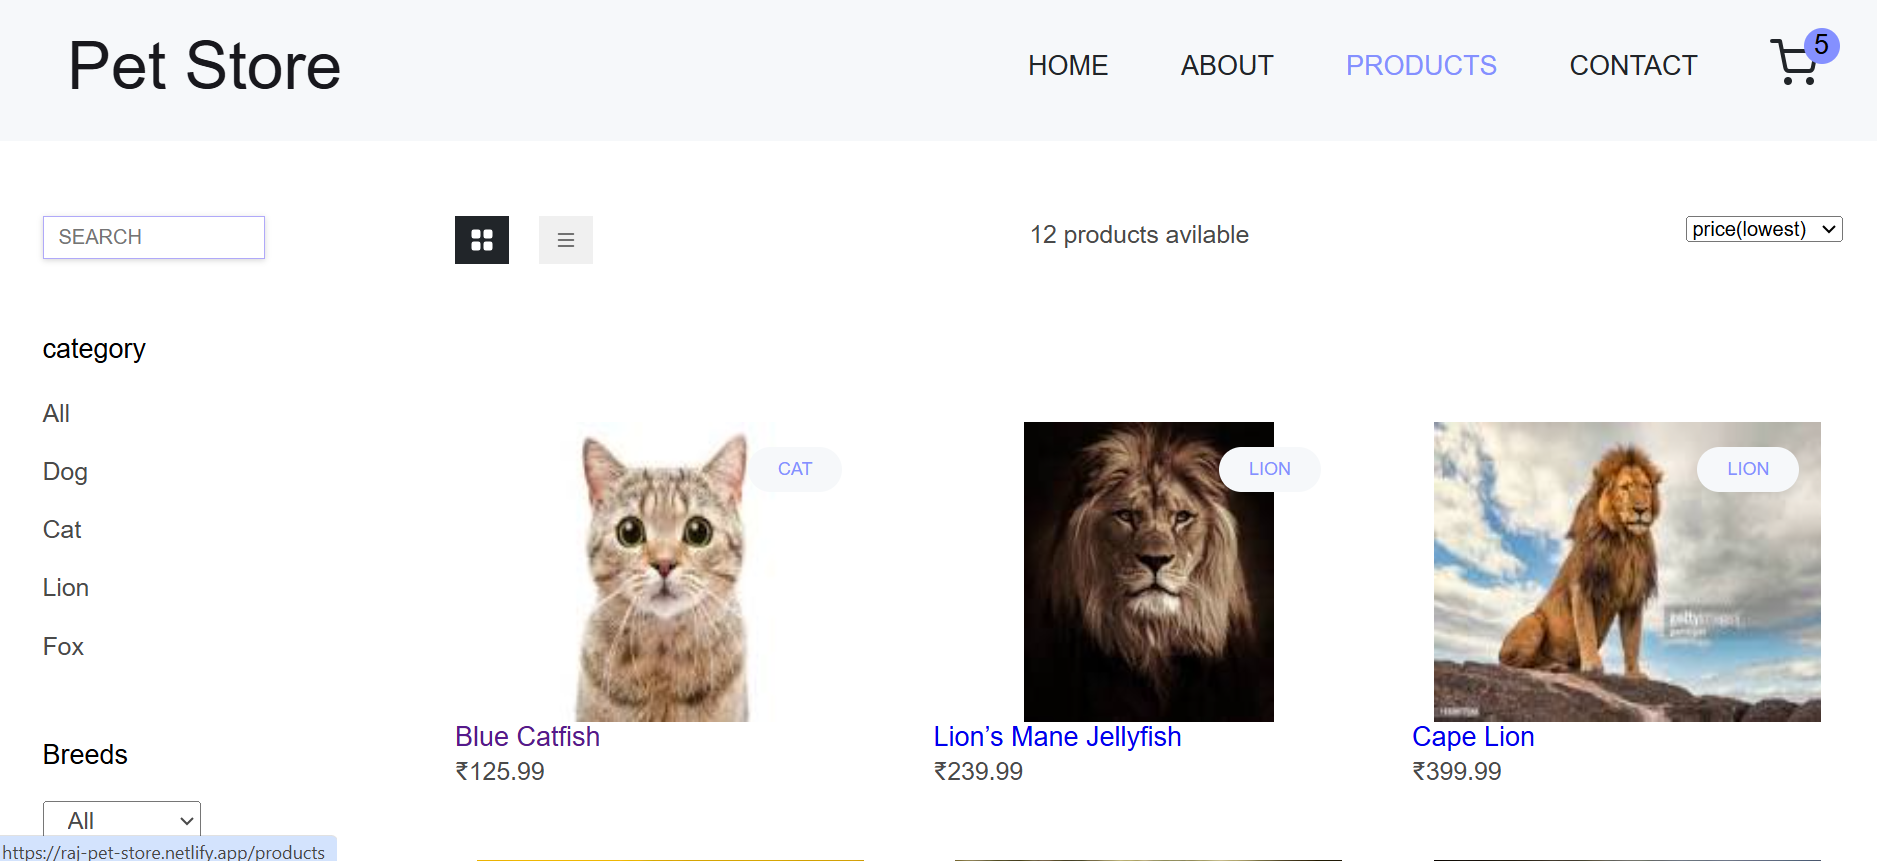 Pet Store
HOME ABOUT PRODUCTS CONTACT 5
SEARCH
12 products avilable
price(lowest)
category
All
Dog
Cat
Lion
Fox
Breeds
All
CAT
Blue Catfish
₹125.99
LION
Lion’s Mane Jellyfish
₹239.99
LION
gettyimages
Cape Lion
₹399.99
https://raj-pet-store.netlify.app/products